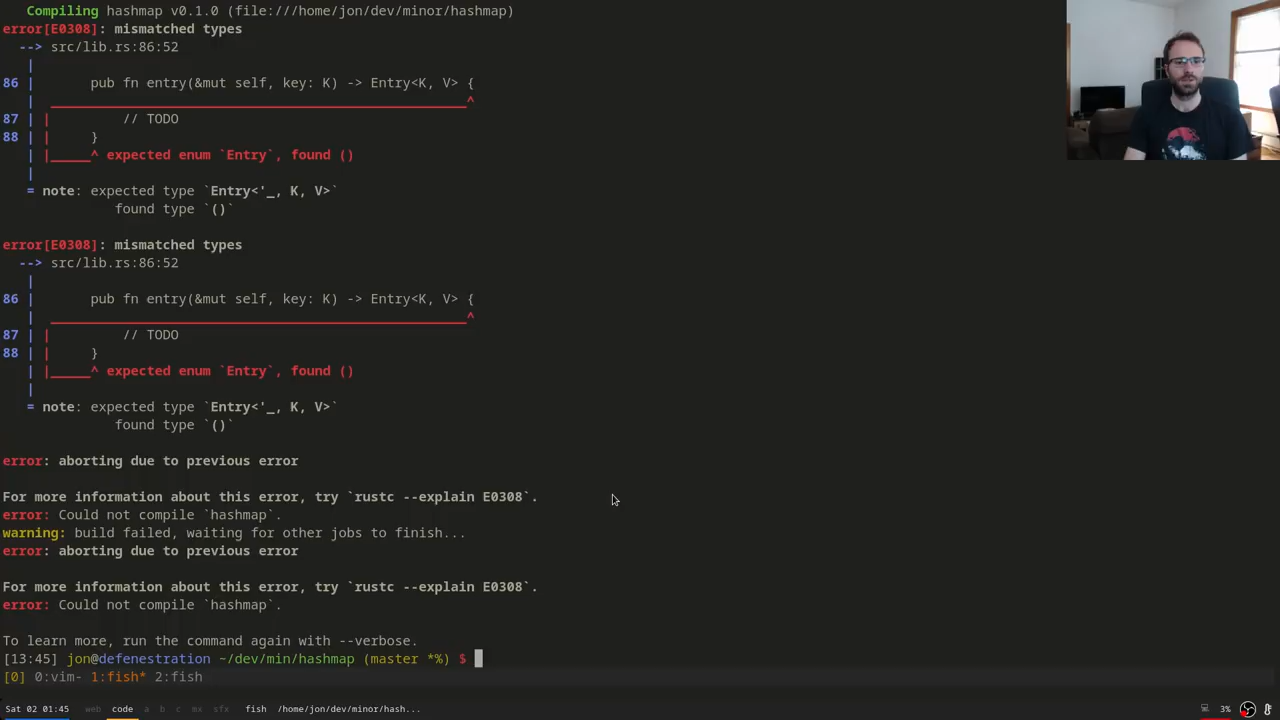 Compiling hashmap v0.1.0 (file:///home/jon/dev/minor/hashmap)
error[E0308]: mismatched types
--> src/lib.rs:86:52
|
86 |     pub fn entry(&mut self, key: K) -> Entry<K, V> {
|  ____________________________________________________^
87 | |         // TODO
88 | |     }
| |_____^ expected enum `Entry`, found ()
|
= note: expected type `Entry<'_, K, V>`
found type `()`
error[E0308]: mismatched types
--> src/lib.rs:86:52
|
86 |     pub fn entry(&mut self, key: K) -> Entry<K, V> {
|  ____________________________________________________^
87 | |         // TODO
88 | |     }
| |_____^ expected enum `Entry`, found ()
|
= note: expected type `Entry<'_, K, V>`
found type `()`
error: aborting due to previous error
For more information about this error, try `rustc --explain E0308`.
error: Could not compile `hashmap`.
warning: build failed, waiting for other jobs to finish...
error: aborting due to previous error
For more information about this error, try `rustc --explain E0308`.
error: Could not compile `hashmap`.
To learn more, run the command again with --verbose.
[13:45] jon@defenestration ~/dev/min/hashmap (master *%) $
[0] 0:vim- 1:fish* 2:fish
Sat 02 01:45 web code a b c mx sfx fish /home/jon/dev/minor/hash... 3%